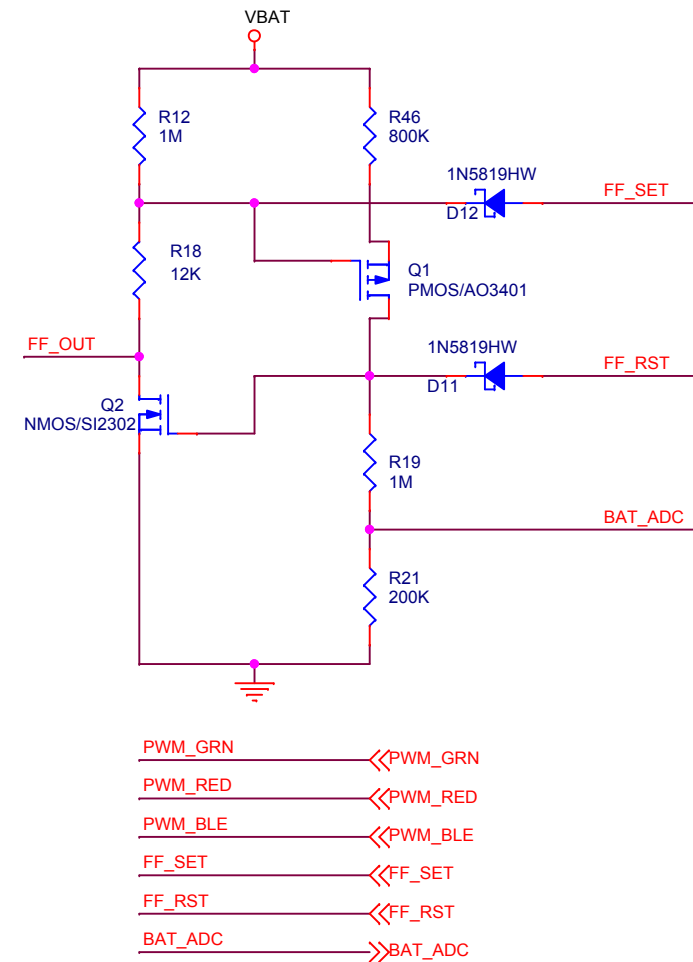 VBAT
R12
1M
R46
800K
1N5819HW
FF_SET
D12
R18
12K
Q1
PMOS/AO3401
FF_OUT
1N5819HW
FF_RST
D11
Q2
NMOS/SI2302
R19
1M
BAT_ADC
R21
200K
PWM_GRN
PWM_GRN
PWM_RED
PWM_RED
PWM_BLE
PWM_BLE
FF_SET
FF_SET
FF_RST
FF_RST
BAT_ADC
BAT_ADC